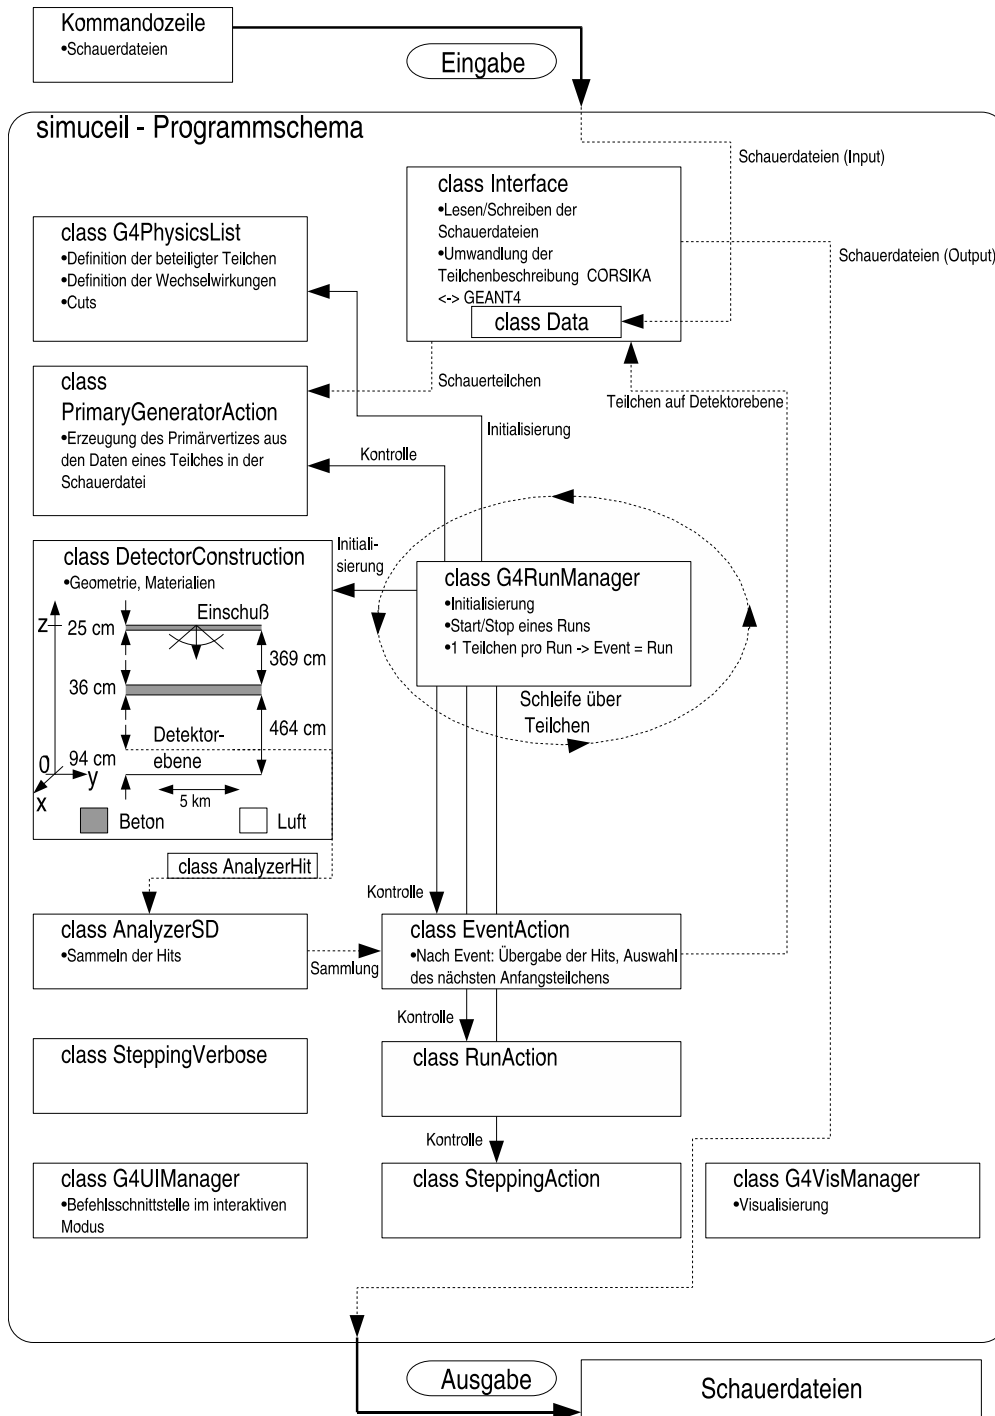 Kommandozeile
•Schauerdateien
Eingabe
simuceil - Programmschema
Schauerdateien (Input)
class Interface
•Lesen/Schreiben der
Schauerdateien
•Umwandlung der
Teilchenbeschreibung CORSIKA
<-> GEANT4
class Data
Schauerdateien (Output)
class G4PhysicsList
•Definition der beteiligter Teilchen
•Definition der Wechselwirkungen
•Cuts
Schauerteilchen
Teilchen auf Detektorebene
class
PrimaryGeneratorAction
•Erzeugung des Primärvertizes aus
den Daten eines Teilches in der
Schauerdatei
Initialisierung
Kontrolle
class DetectorConstruction
•Geometrie, Materialien
Initiali-
sierung
z
25 cm
Einschuß
369 cm
36 cm
464 cm
Detektor-
ebene
0
94 cm
y
x
5 km
Beton
Luft
class G4RunManager
•Initialisierung
•Start/Stop eines Runs
•1 Teilchen pro Run -> Event = Run
Schleife über
Teilchen
class AnalyzerHit
Kontrolle
class AnalyzerSD
•Sammeln der Hits
Sammlung
class EventAction
•Nach Event: Übergabe der Hits, Auswahl
des nächsten Anfangsteilchens
Kontrolle
class SteppingVerbose
class RunAction
Kontrolle
class G4UIManager
•Befehlsschnittstelle im interaktiven
Modus
class SteppingAction
class G4VisManager
•Visualisierung
Ausgabe
Schauerdateien